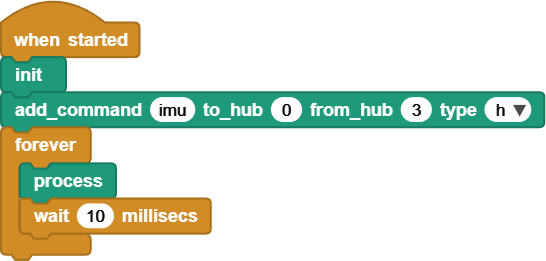 when started
init
add_command imu to_hub 0 from_hub 3 type h
forever
process
wait 10 millisecs